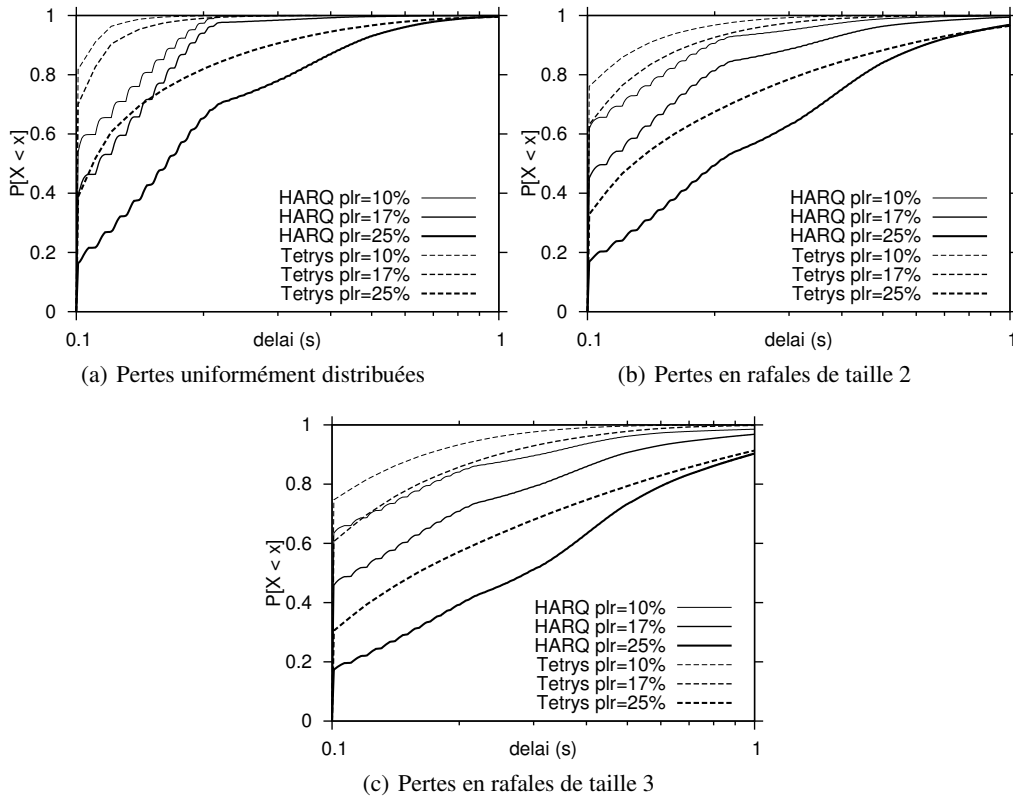 1
0.8
0.6
0.4
0.2
0
P[X < x]
HARQ plr=10%
HARQ plr=17%
HARQ plr=25%
Tetrys plr=10%
Tetrys plr=17%
Tetrys plr=25%
0.1
1
delai (s)
(a) Pertes uniformément distribuées
1
0.8
0.6
0.4
0.2
0
P[X < x]
HARQ plr=10%
HARQ plr=17%
HARQ plr=25%
Tetrys plr=10%
Tetrys plr=17%
Tetrys plr=25%
0.1
1
delai (s)
(b) Pertes en rafales de taille 2
1
0.8
0.6
0.4
0.2
0
P[X < x]
HARQ plr=10%
HARQ plr=17%
HARQ plr=25%
Tetrys plr=10%
Tetrys plr=17%
Tetrys plr=25%
0.1
1
delai (s)
(c) Pertes en rafales de taille 3